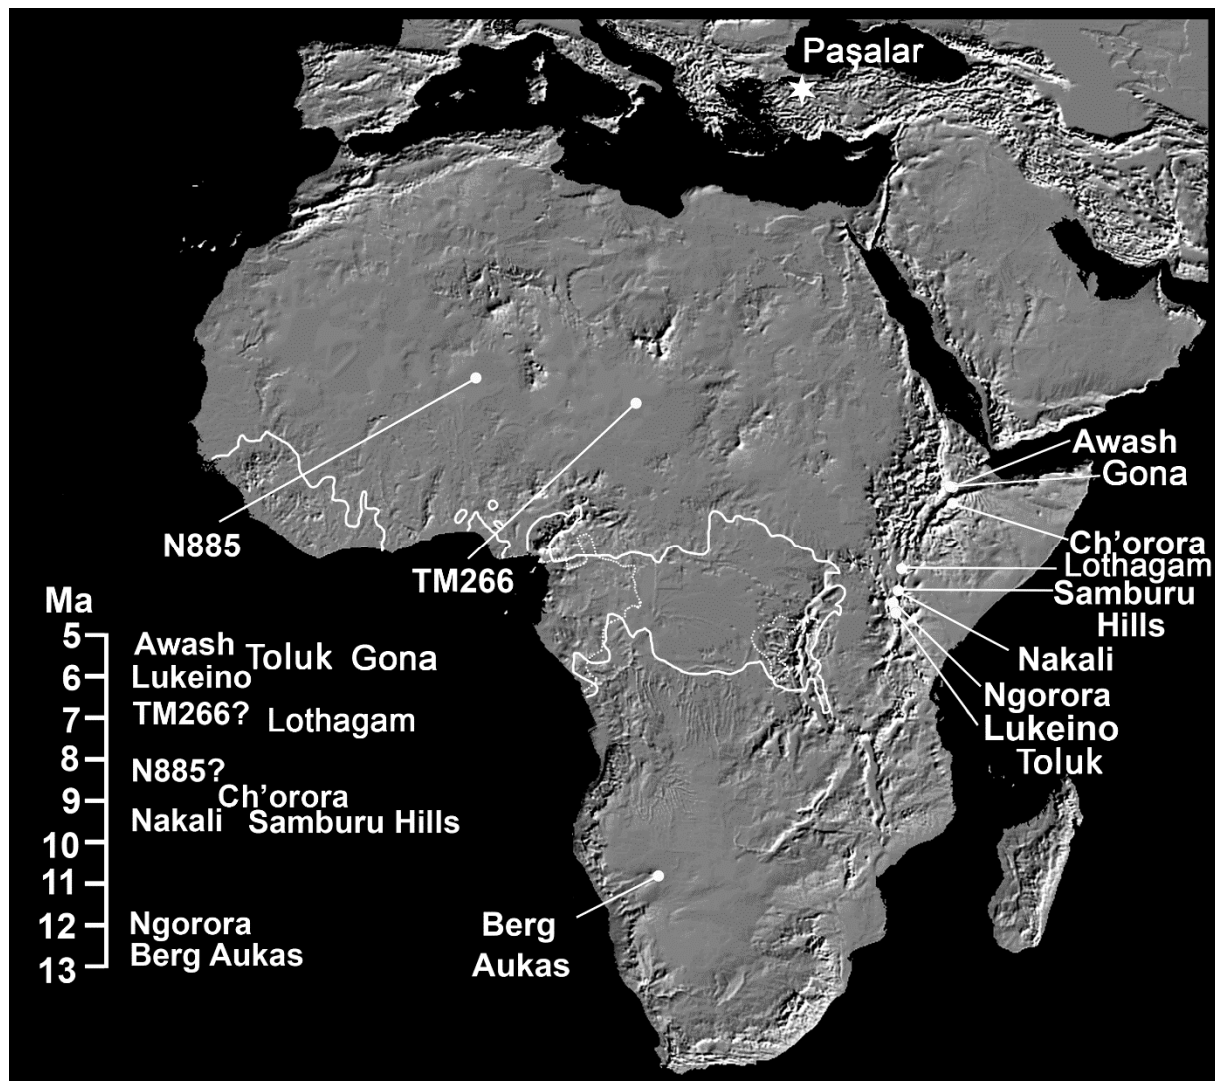 Paşalar
Awash
Gona
N885
TM266
Ch'orora
Lothagam
Samburu
Hills
Nakali
Ngorora
Lukeino
Toluk
Ma
5
Awash Toluk Gona
6
Lukeino
7
TM266? Lothagam
8
N885?
9
Ch'orora
Nakali Samburu Hills
10
11
12
Ngorora
Berg Aukas
13
Berg
Aukas